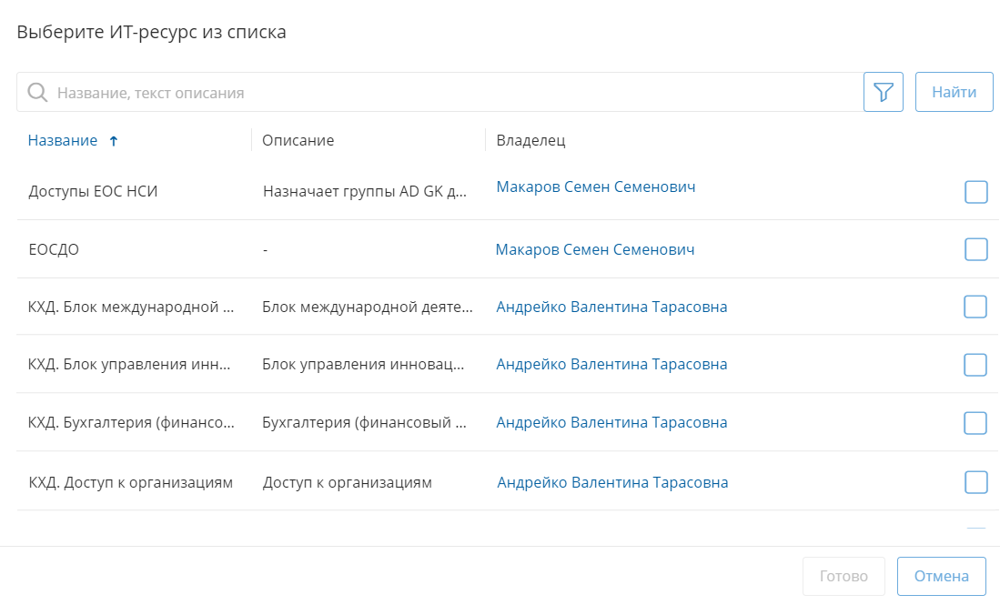 Выберите ИТ-ресурс из списка
Название, текст описания
Найти
Название ↑ Описание Владелец
Доступы ЕОС НСИ Назначает группы AD GK д... Макаров Семен Семенович
ЕОСДО - Макаров Семен Семенович
КХД. Блок международной ... Блок международной деяте... Андрейко Валентина Тарасовна
КХД. Блок управления инн... Блок управления инновац... Андрейко Валентина Тарасовна
КХД. Бухгалтерия (финансо... Бухгалтерия (финансовый ... Андрейко Валентина Тарасовна
КХД. Доступ к организациям Доступ к организациям Андрейко Валентина Тарасовна
Готово Отмена